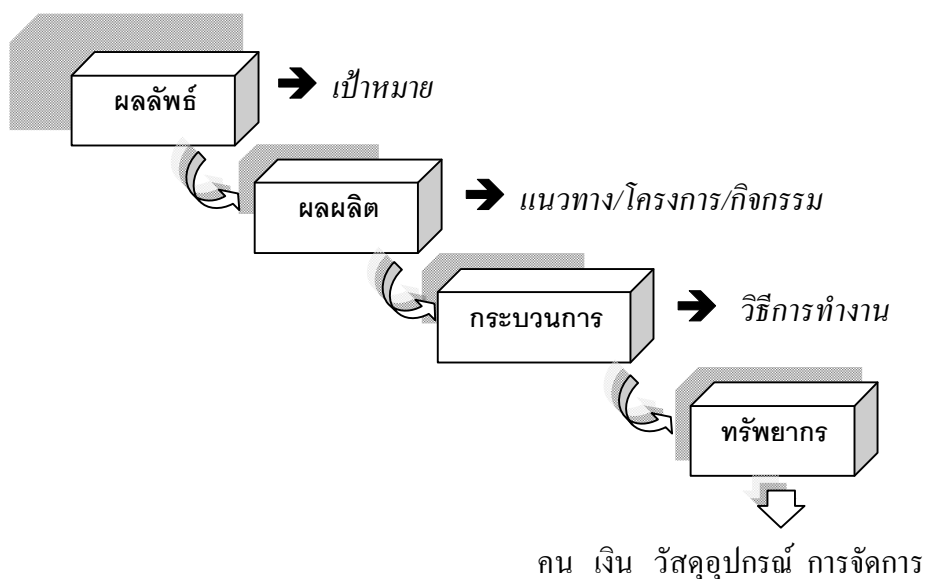 ผลลัพธ์ เป้าหมาย
ผลผลิต แนวทาง/โครงการ/กิจกรรม
กระบวนการ วิธีการทำงาน
ทรัพยากร
คน เงิน วัสดุอุปกรณ์ การจัดการ